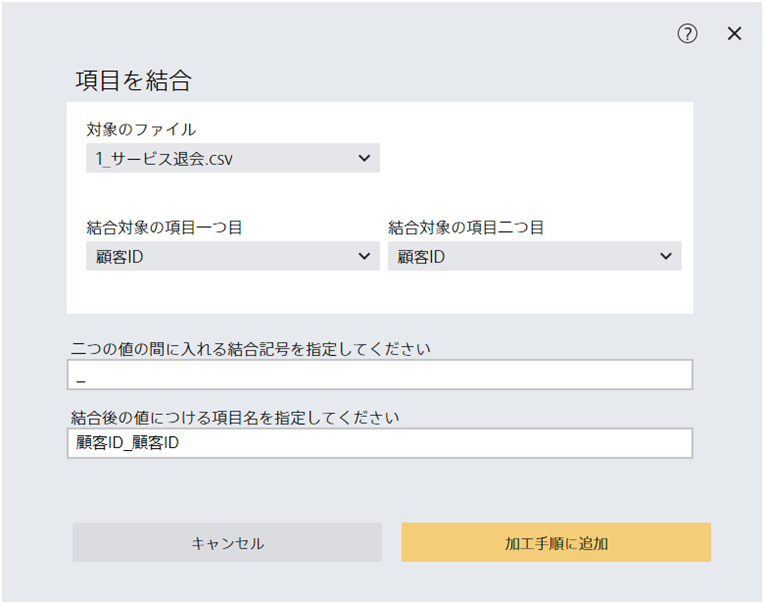 ?
項目を結合
対象のファイル
1_サービス退会.csv
結合対象の項目一つ目 結合対象の項目二つ目
顧客ID 顧客ID
二つの値の間に入れる結合記号を指定してください
_
結合後の値につける項目名を指定してください
顧客ID_顧客ID
キャンセル 加工手順に追加